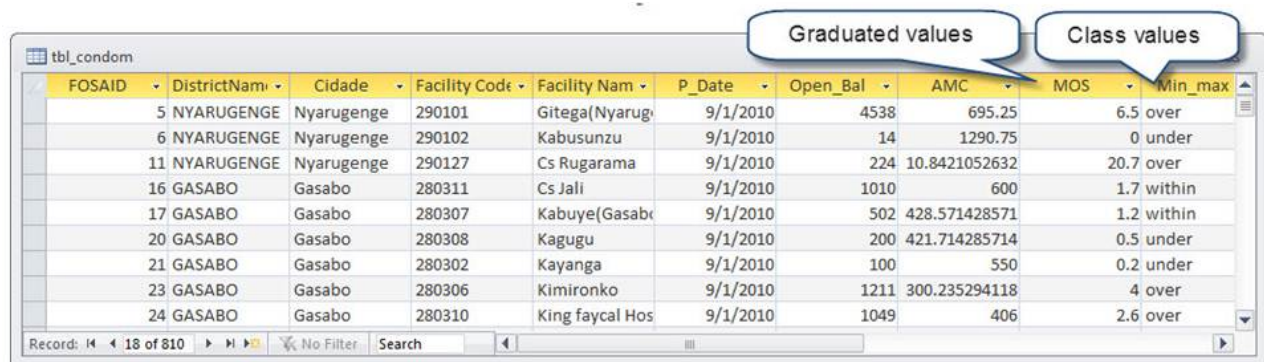 Graduated values Class values
tbl_condom
FOSAID DistrictName Cidade Facility Code Facility Nam P_Date Open_Bal AMC MOS Min_max
5 NYARUGENGE Nyarugenge 290101 Gitega(Nyarug 9/1/2010 4538 695.25 6.5 over
6 NYARUGENGE Nyarugenge 290102 Kabusunzu 9/1/2010 14 1290.75 0 under
11 NYARUGENGE Nyarugenge 290127 Cs Rugarama 9/1/2010 224 10.8421052632 20.7 over
16 GASABO Gasabo 280311 Cs Jali 9/1/2010 1010 600 1.7 within
17 GASABO Gasabo 280307 Kabuye(Gasabo 9/1/2010 502 428.571428571 1.2 within
20 GASABO Gasabo 280308 Kagugu 9/1/2010 200 421.714285714 0.5 under
21 GASABO Gasabo 280302 Kayanga 9/1/2010 100 550 0.2 under
23 GASABO Gasabo 280306 Kimironko 9/1/2010 1211 300.235294118 4 over
24 GASABO Gasabo 280310 King faycal Hos 9/1/2010 1049 406 2.6 over
Record: 18 of 810 No Filter Search